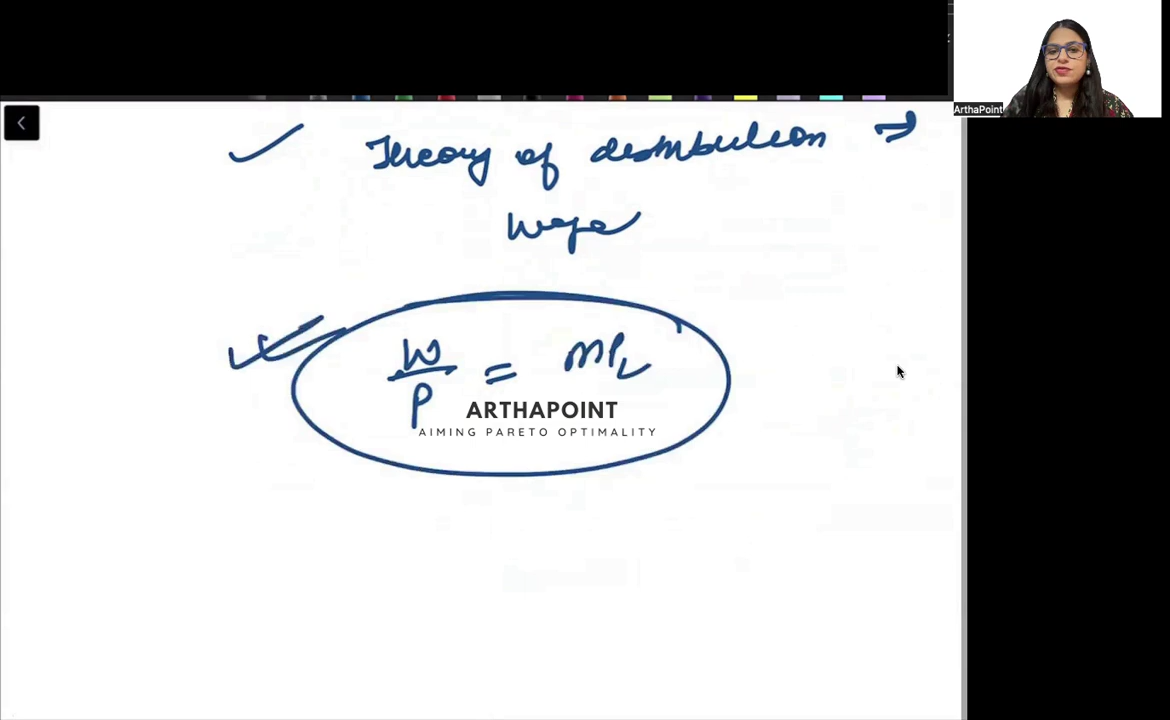 ArthaPoint
Theory of distribution ⇒
wage
W/P = MPL
ARTHAPOINT
AIMING PARETO OPTIMALITY